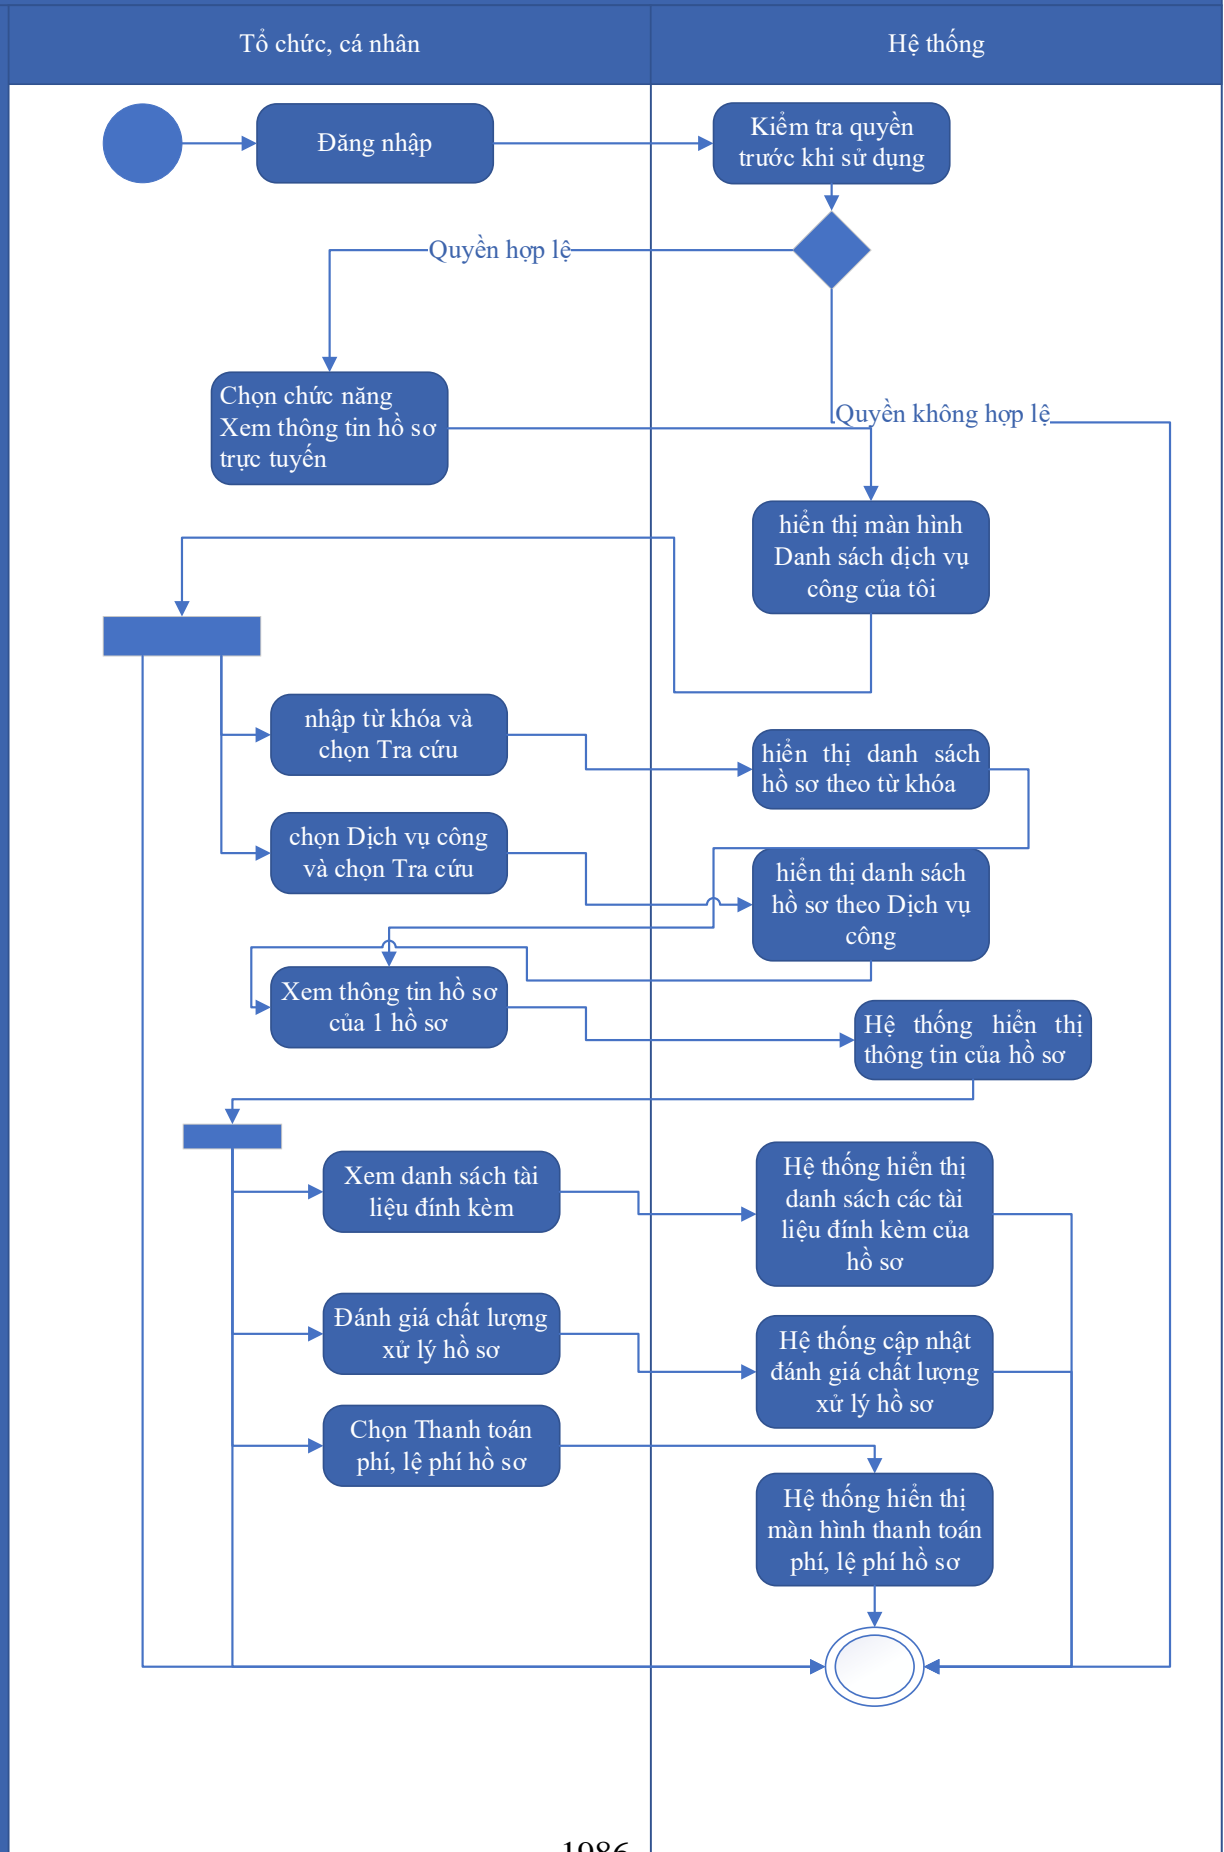 Tổ chức, cá nhân
Hệ thống
Đăng nhập
Kiểm tra quyền
trước khi sử dụng
Quyền hợp lệ
Chọn chức năng
Xem thông tin hồ sơ
trực tuyến
Quyền không hợp lệ
hiển thị màn hình
Danh sách dịch vụ
công của tôi
nhập từ khóa và
chọn Tra cứu
hiển thị danh sách
hồ sơ theo từ khóa
chọn Dịch vụ công
và chọn Tra cứu
hiển thị danh sách
hồ sơ theo Dịch vụ
công
Xem thông tin hồ sơ
của 1 hồ sơ
Hệ thống hiển thị
thông tin của hồ sơ
Xem danh sách tài
liệu đính kèm
Hệ thống hiển thị
danh sách các tài
liệu đính kèm của
hồ sơ
Đánh giá chất lượng
xử lý hồ sơ
Hệ thống cập nhật
đánh giá chất lượng
xử lý hồ sơ
Chọn Thanh toán
phí, lệ phí hồ sơ
Hệ thống hiển thị
màn hình thanh toán
phí, lệ phí hồ sơ
1986